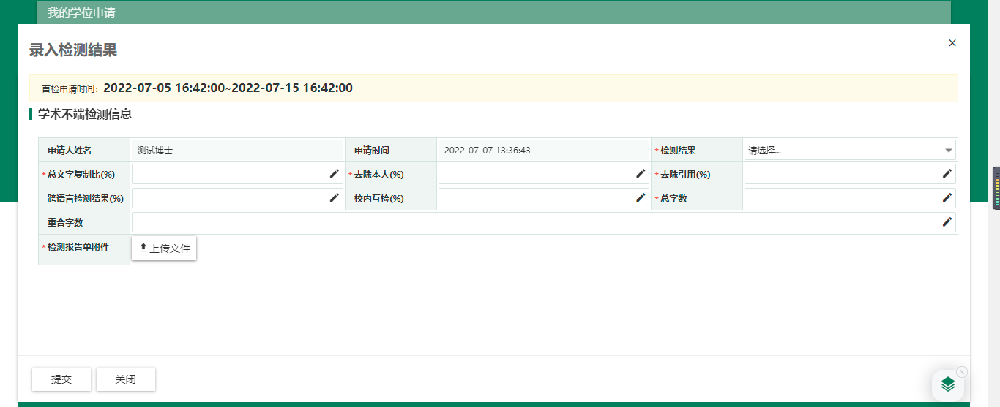 我的学位申请
录入检测结果
首检申请时间：2022-07-05 16:42:00~2022-07-15 16:42:00
学术不端检测信息
申请人姓名 测试博士 申请时间 2022-07-07 13:36:43 *检测结果 请选择...
*总文字复制比(%) *去除本人(%) *去除引用(%)
跨语言检测结果(%) 校内互检(%) *总字数
重合字数
*检测报告单附件 上传文件
提交 关闭